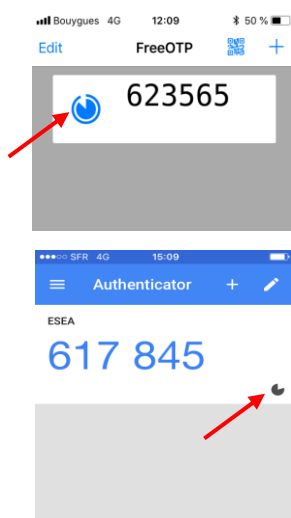 Bouygues 4G 12:09 50 %
Edit FreeOTP +
623565
SFR 4G 15:09
Authenticator +
ESEA
617 845